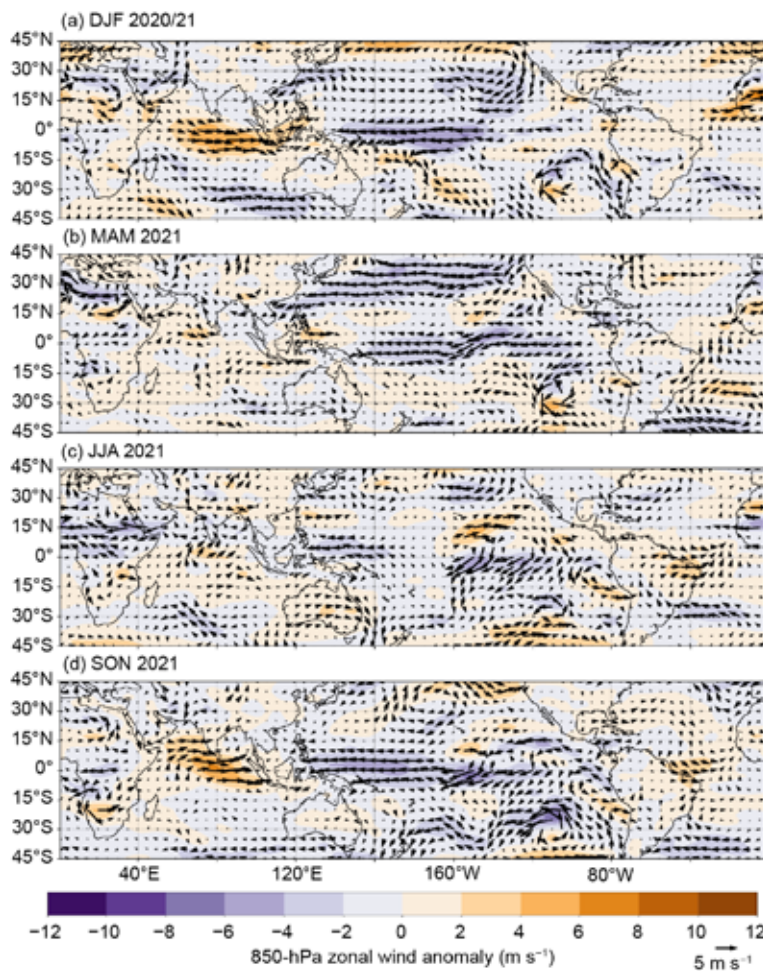 (a) DJF 2020/21
45°N
30°N
15°N
0°
15°S
30°S
45°S
(b) MAM 2021
45°N
30°N
15°N
0°
15°S
30°S
45°S
(c) JJA 2021
45°N
30°N
15°N
0°
15°S
30°S
45°S
(d) SON 2021
45°N
30°N
15°N
0°
15°S
30°S
45°S
40°E 120°E 160°W 80°W
−12 −10 −8 −6 −4 −2 0 2 4 6 8 10 12
850-hPa zonal wind anomaly (m s⁻¹) 5 m s⁻¹